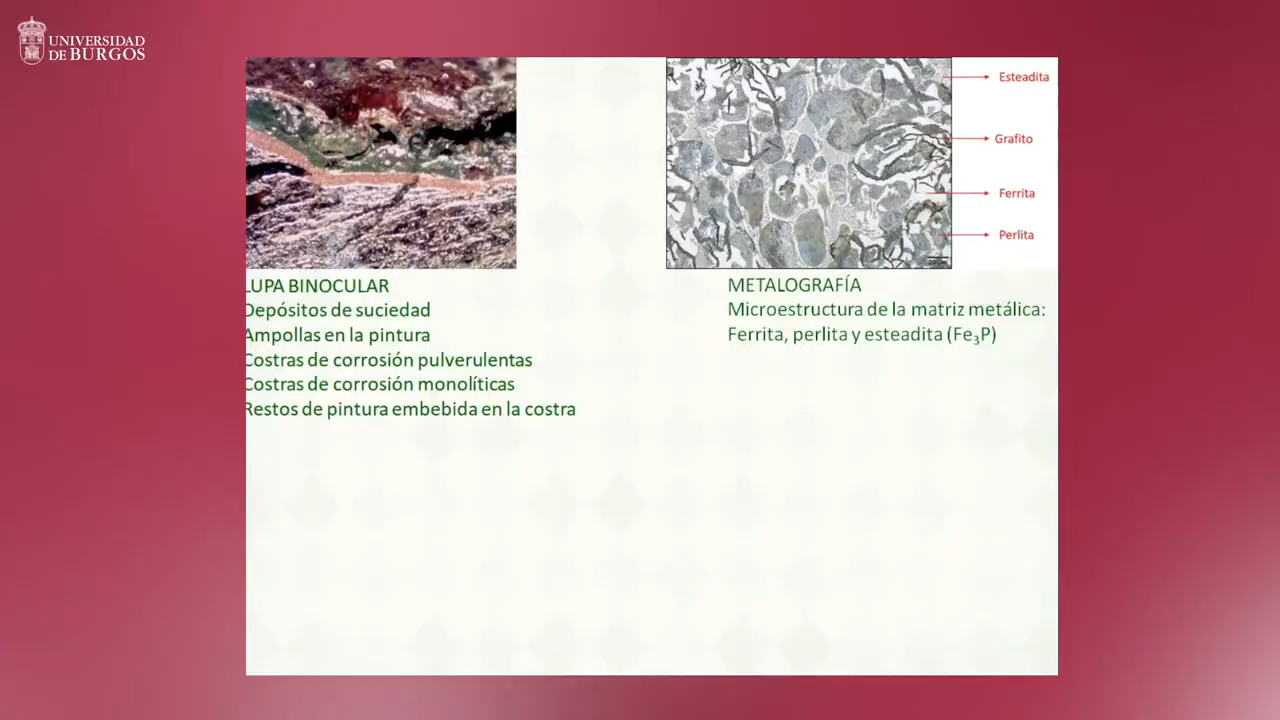 UNIVERSIDAD
DE BURGOS
Esteadita
Grafito
Ferrita
Perlita
LUPA BINOCULAR
Depósitos de suciedad
Ampollas en la pintura
Costras de corrosión pulverulentas
Costras de corrosión monolíticas
Restos de pintura embebida en la costra
METALOGRAFÍA
Microestructura de la matriz metálica:
Ferrita, perlita y esteadita (Fe₃P)